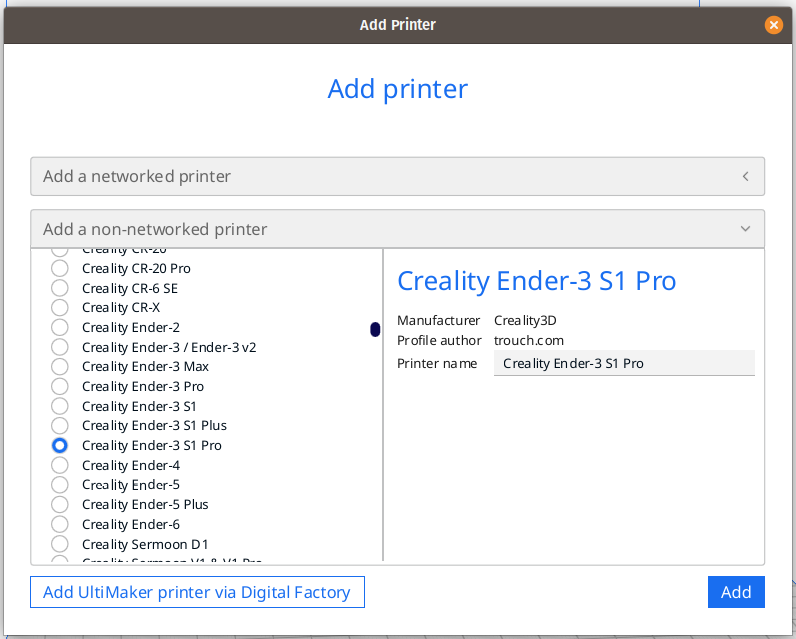 Add Printer
Add printer
Add a networked printer
Add a non-networked printer
Creality CR-20
Creality CR-20 Pro
Creality CR-6 SE
Creality CR-X
Creality Ender-2
Creality Ender-3 / Ender-3 v2
Creality Ender-3 Max
Creality Ender-3 Pro
Creality Ender-3 S1
Creality Ender-3 S1 Plus
Creality Ender-3 S1 Pro
Creality Ender-4
Creality Ender-5
Creality Ender-5 Plus
Creality Ender-6
Creality Sermoon D1
Creality Sermoon V1 & V1 Pro
Creality Ender-3 S1 Pro
Manufacturer Creality3D
Profile author trouch.com
Printer name Creality Ender-3 S1 Pro
Add UltiMaker printer via Digital Factory
Add